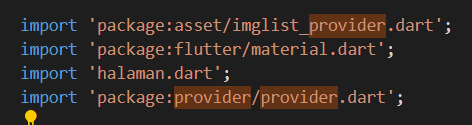 import 'package:asset/imglist_provider.dart';
import 'package:flutter/material.dart';
import 'halaman.dart';
import 'package:provider/provider.dart';